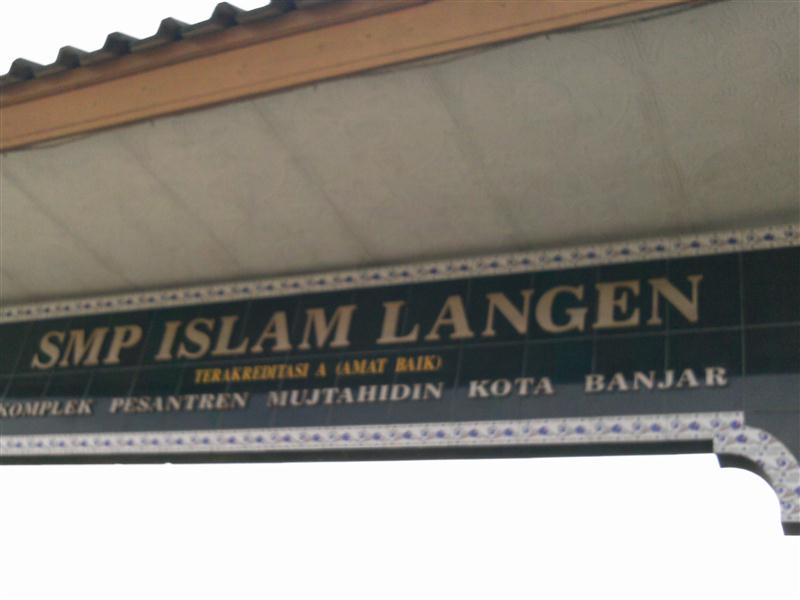 SMP ISLAM LANGEN
TERAKREDITASI A (AMAT BAIK)
KOMPLEK PESANTREN MUJTAHIDIN KOTA BANJAR